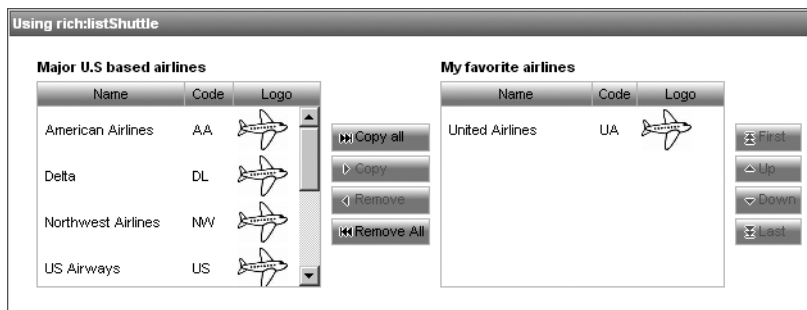 Using rich:listShuttle
Major U.S based airlines
Name Code Logo
American Airlines AA
Delta DL
Northwest Airlines NW
US Airways US
Copy all
Copy
Remove
Remove All
My favorite airlines
Name Code Logo
United Airlines UA
First
Up
Down
Last